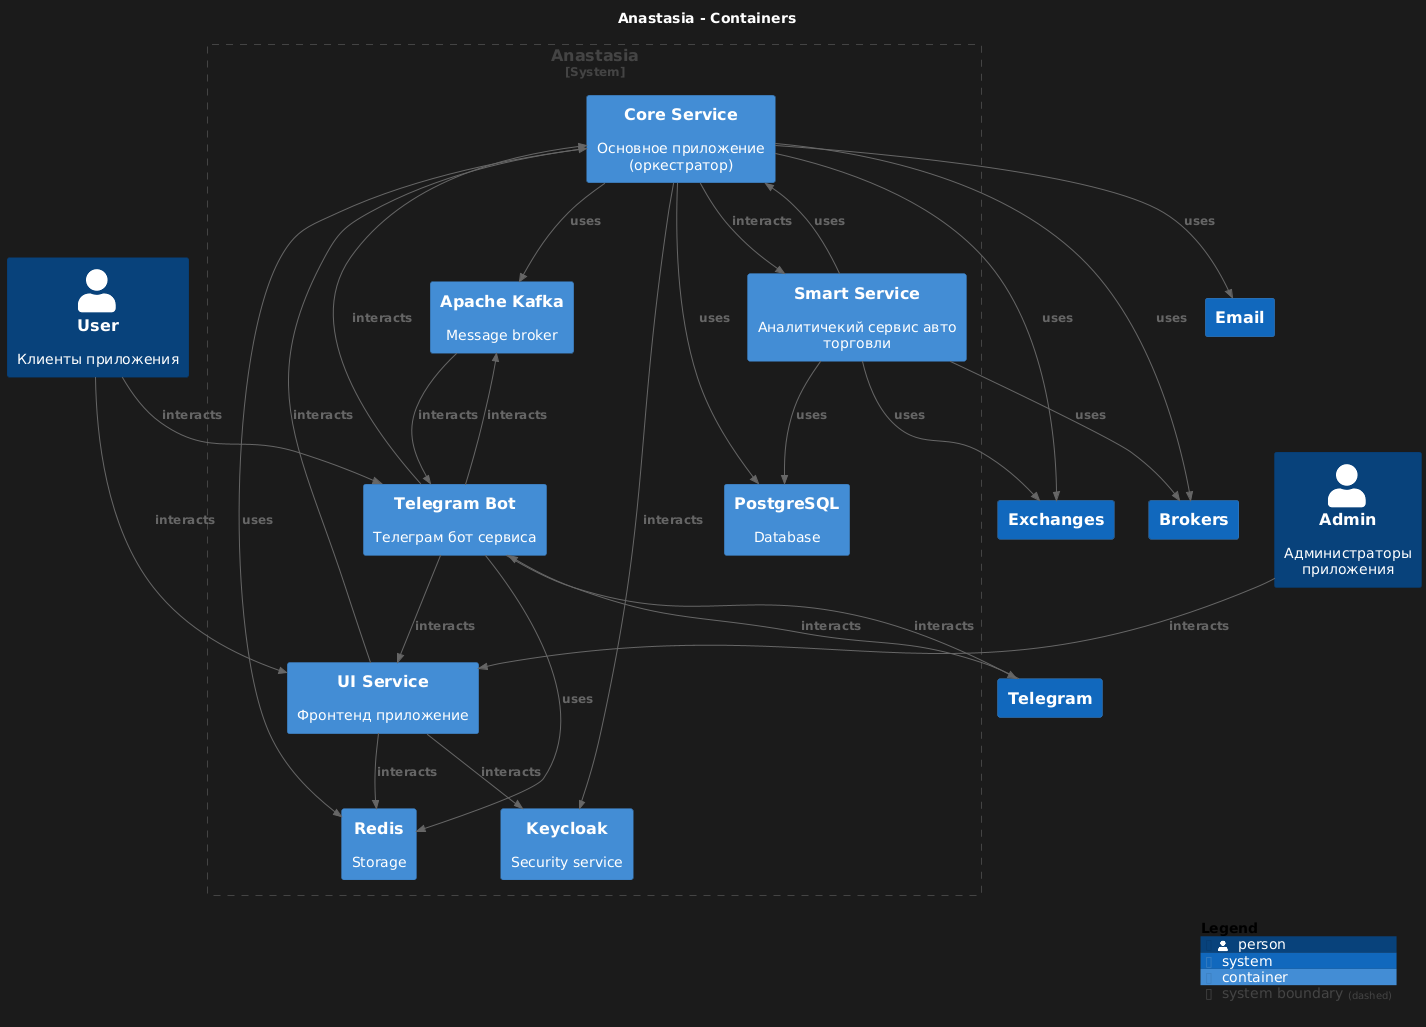 Anastasia - Containers
Anastasia
[System]
Core Service
Основное приложение
(оркестратор)
uses
interacts
uses
uses
User
Клиенты приложения
Apache Kafka
Message broker
Smart Service
Аналитичекий сервис авто
торговли
Email
interacts
uses
uses
uses
interacts
interacts
interacts
interacts
uses
uses
uses
Telegram Bot
Телеграм бот сервиса
PostgreSQL
Database
Exchanges
Brokers
Admin
Администраторы
приложения
interacts
uses
interacts
interacts
interacts
interacts
interacts
UI Service
Фронтенд приложение
uses
Telegram
interacts
interacts
Redis
Storage
Keycloak
Security service
Legend
person
system
container
system boundary (dashed)